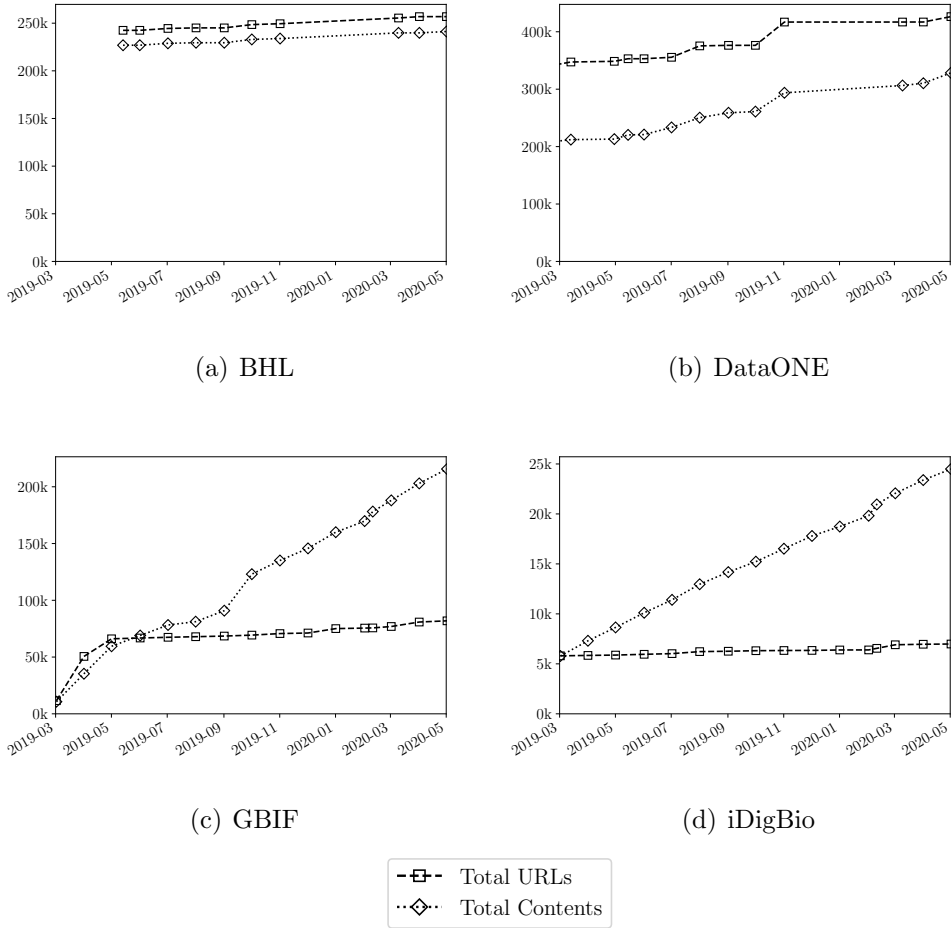 250k
200k
150k
100k
50k
0k
2019-03
2019-05
2019-07
2019-09
2019-11
2020-01
2020-03
2020-05
(a) BHL
400k
300k
200k
100k
0k
2019-03
2019-05
2019-07
2019-09
2019-11
2020-01
2020-03
2020-05
(b) DataONE
200k
150k
100k
50k
0k
2019-03
2019-05
2019-07
2019-09
2019-11
2020-01
2020-03
2020-05
(c) GBIF
25k
20k
15k
10k
5k
0k
2019-03
2019-05
2019-07
2019-09
2019-11
2020-01
2020-03
2020-05
(d) iDigBio
Total URLs
Total Contents